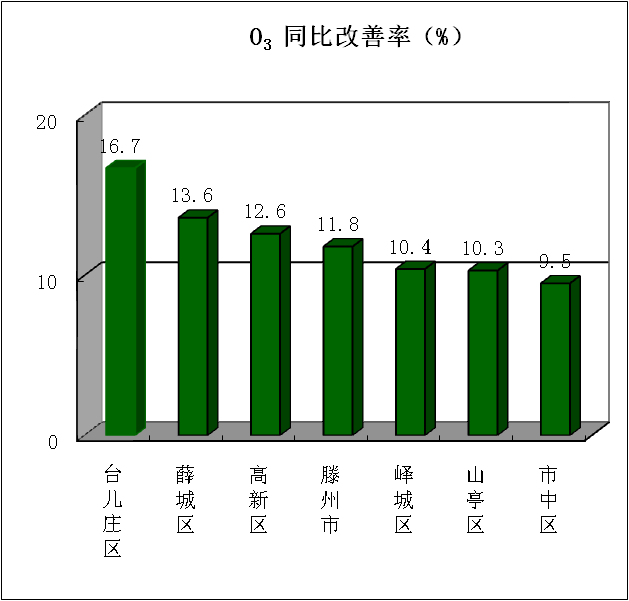 O₃ 同比改善率（%）
20
10
0
16.7
13.6
12.6
11.8
10.4
10.3
9.5
台儿庄区
薛城区
高新区
滕州市
峄城区
山亭区
市中区